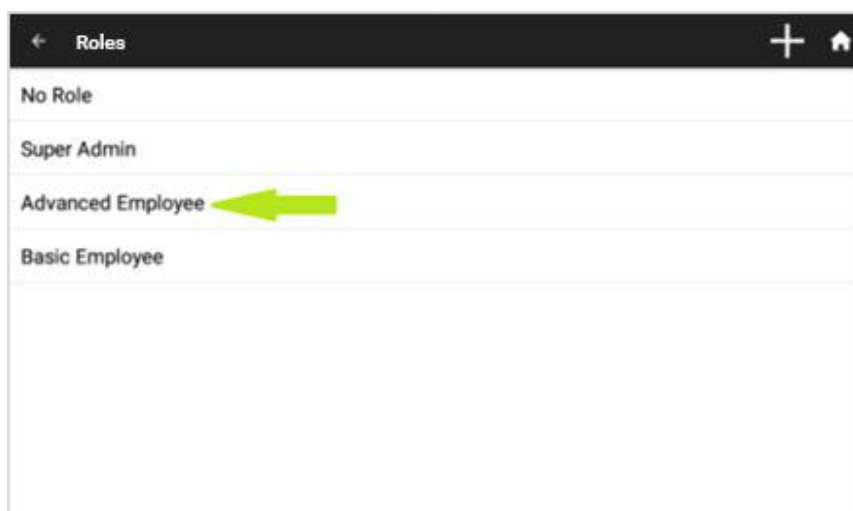 Roles
No Role
Super Admin
Advanced Employee
Basic Employee